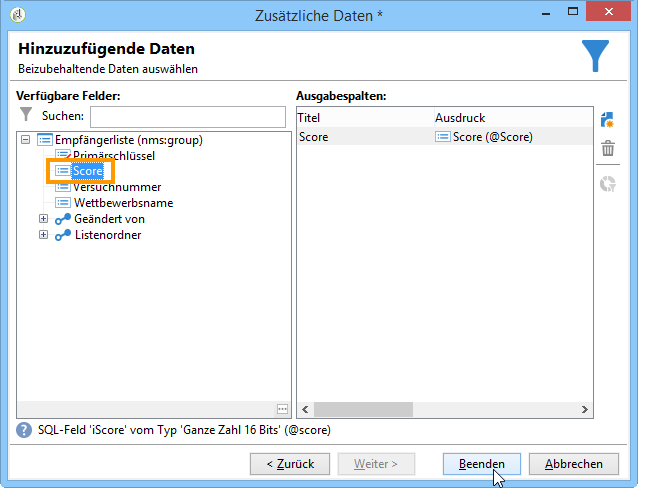 Zusätzliche Daten *
Hinzuzufügende Daten
Beizubehaltende Daten auswählen
Verfügbare Felder:
Suchen:
Empfängerliste (nms:group)
Primärschlüssel
Score
Versuchnummer
Wettbewerbsname
Geändert von
Listenordner
Ausgabespalten:
Titel Ausdruck
Score Score (@Score)
SQL-Feld 'iScore' vom Typ 'Ganze Zahl 16 Bits' (@score)
< Zurück Weiter > Beenden Abbrechen